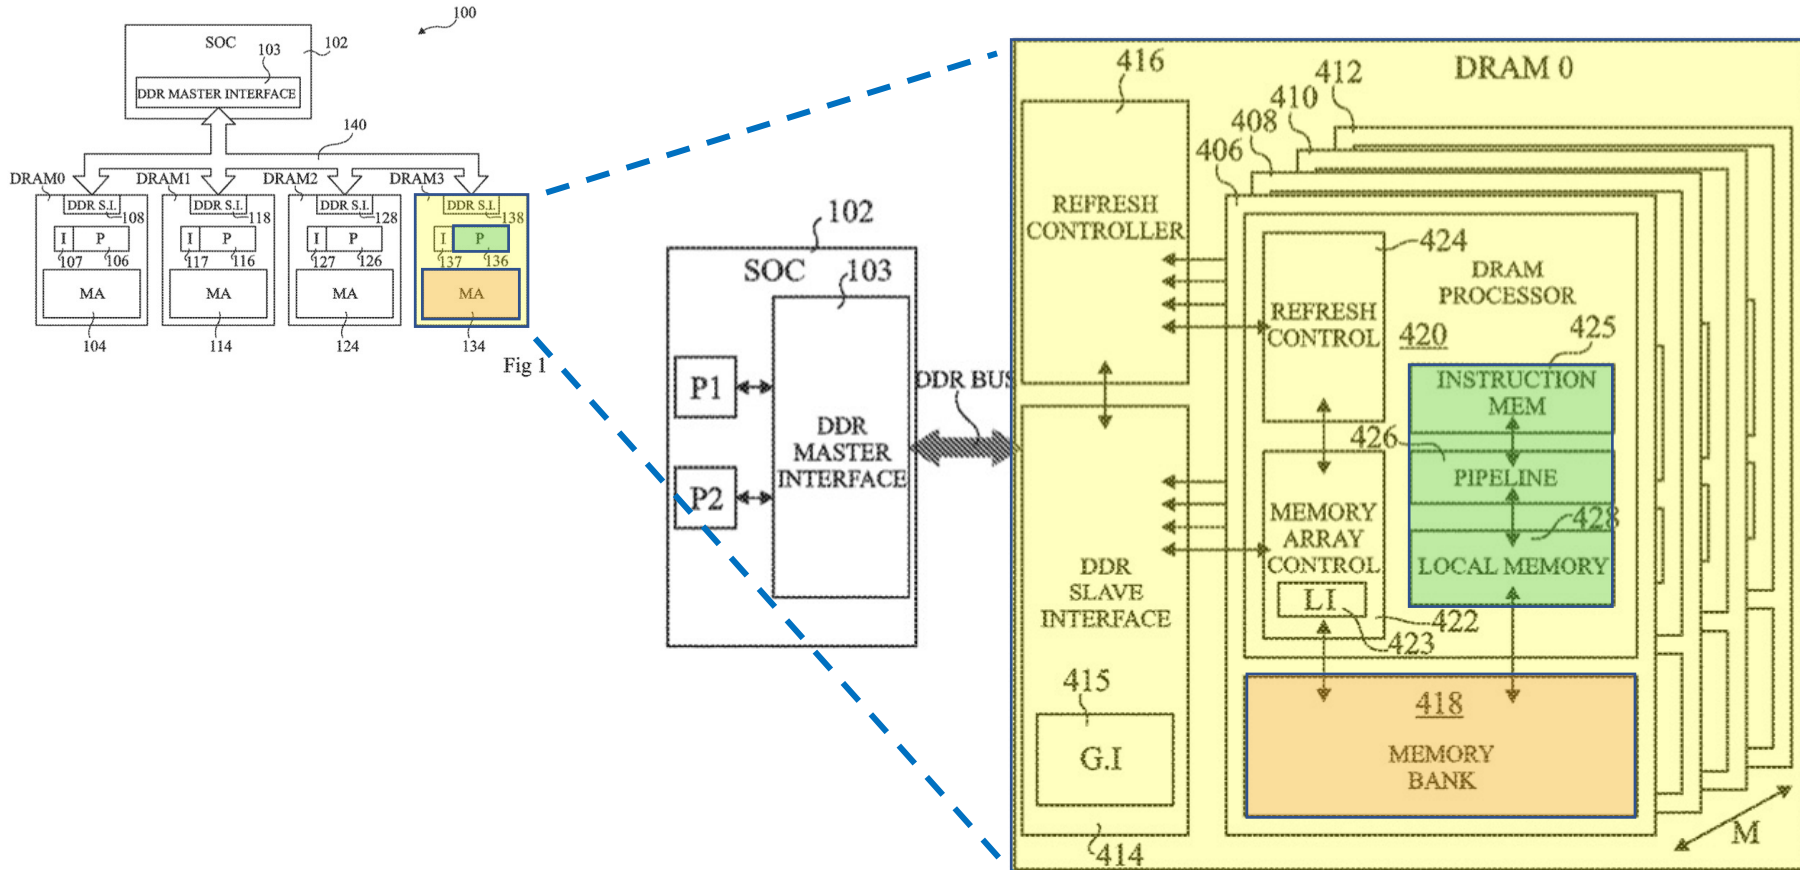 100
SOC
102
103
DDR MASTER INTERFACE
140
DRAM0
DRAM1
DRAM2
DRAM3
DDR S.I.
DDR S.I.
DDR S.I.
DDR S.I.
108
118
128
138
I
P
I
P
I
P
I
P
107
106
117
116
127
126
137
136
MA
MA
MA
MA
104
114
124
134
Fig 1
102
SOC
103
P1
P2
DDR
MASTER
INTERFACE
DDR BUS
DRAM 0
416
412
410
408
406
REFRESH
CONTROLLER
424
REFRESH
CONTROL
DRAM
PROCESSOR
420
425
INSTRUCTION
MEM
426
PIPELINE
428
LOCAL MEMORY
MEMORY
ARRAY
CONTROL
LI
422
423
DDR
SLAVE
INTERFACE
415
G.I
414
418
MEMORY
BANK
M